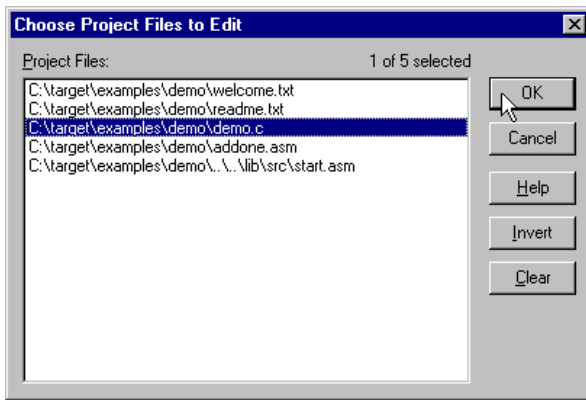 Choose Project Files to Edit
Project Files: 1 of 5 selected
C:\target\examples\demo\welcome.txt
C:\target\examples\demo\readme.txt
C:\target\examples\demo\demo.c
C:\target\examples\demo\addone.asm
C:\target\examples\demo\..\..\lib\src\start.asm
OK
Cancel
Help
Invert
Clear